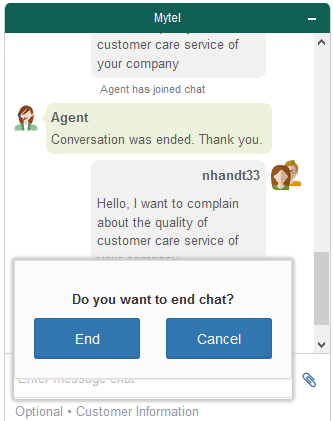 Mytel
customer care service of
your company
Agent has joined chat
Agent
Conversation was ended. Thank you.
nhandt33
Hello, I want to complain
about the quality of
customer care service of
your company
Do you want to end chat?
End
Cancel
Enter message chat
Optional • Customer Information